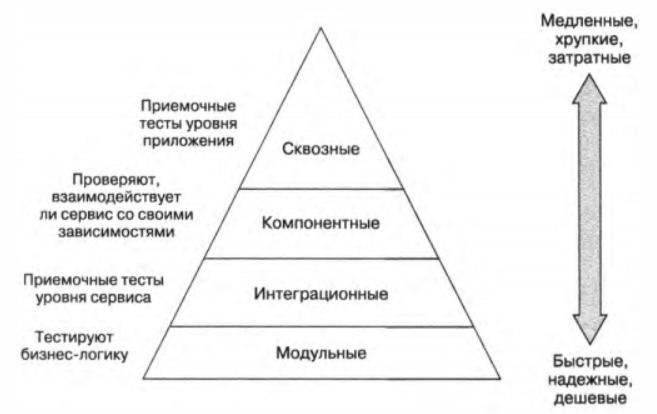 Медленные,
хрупкие,
затратные
Приемочные
тесты уровня
приложения
Сквозные
Проверяют,
взаимодействует
ли сервис со своими
зависимостями
Компонентные
Приемочные тесты
уровня сервиса
Интеграционные
Тестируют
бизнес-логику
Модульные
Быстрые,
надежные,
дешевые